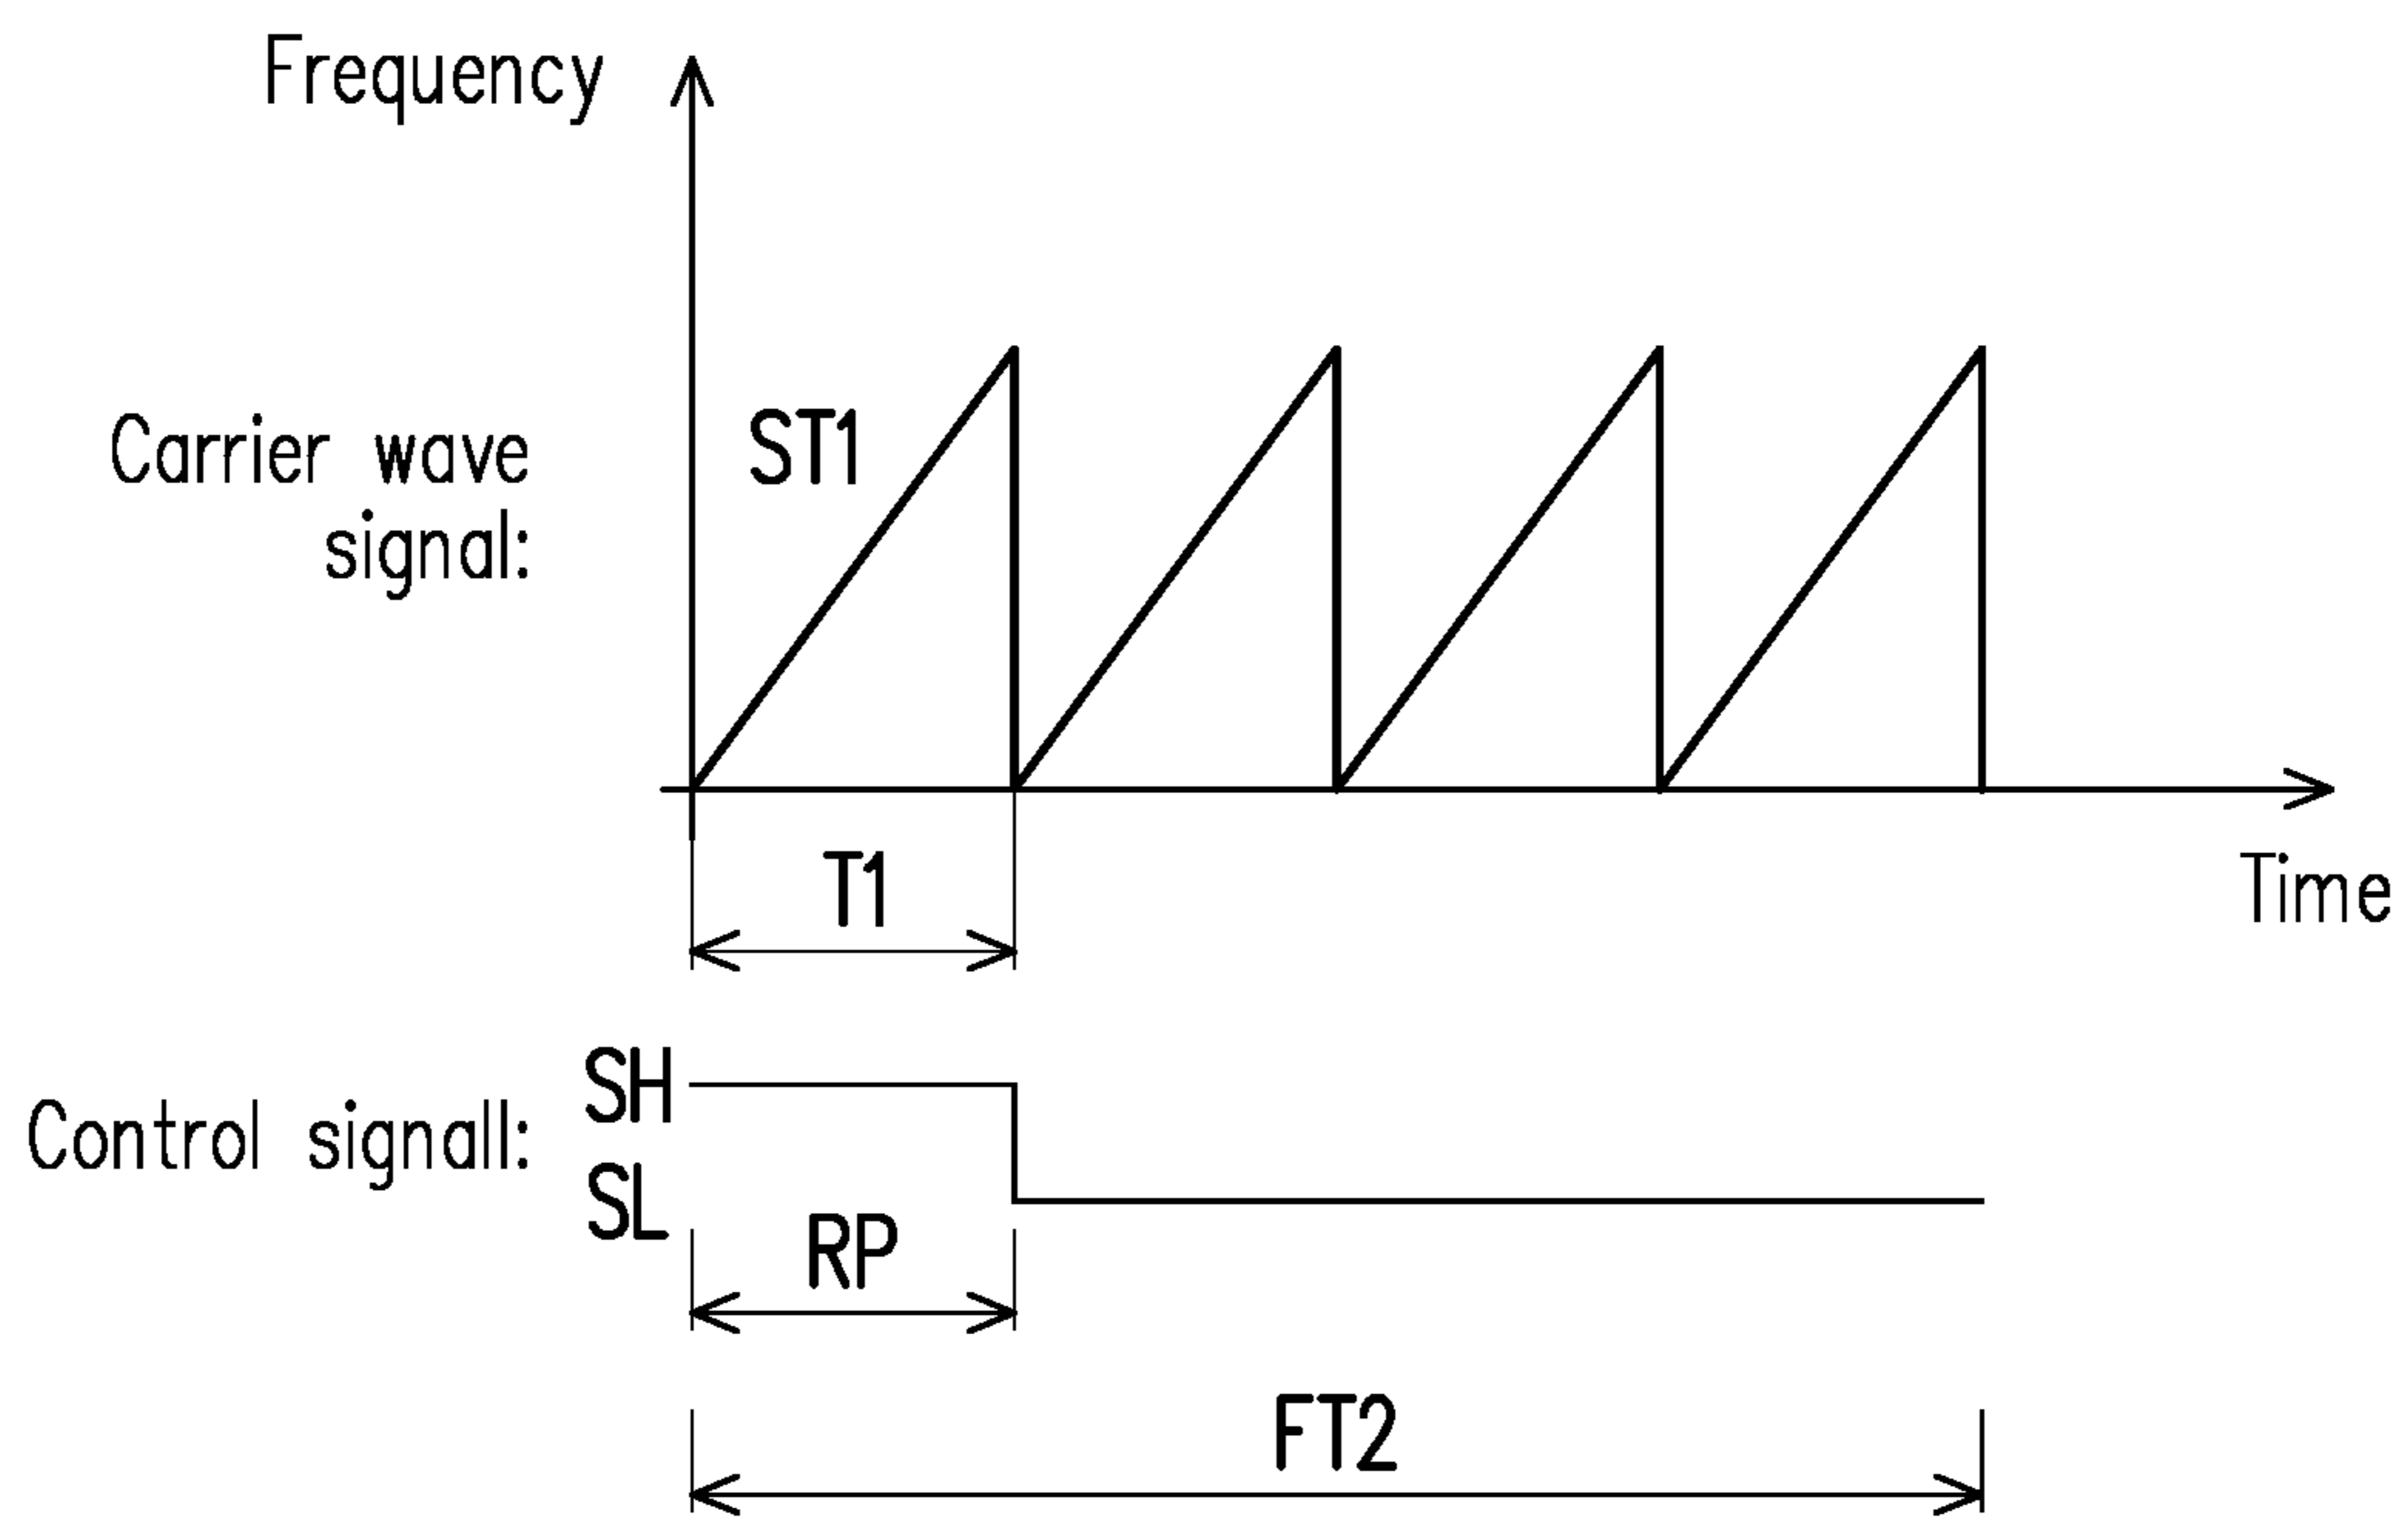 Frequency
ST1
Carrier wave
signal:
T1
Time
SH
Control signall:
SL
RP
FT2